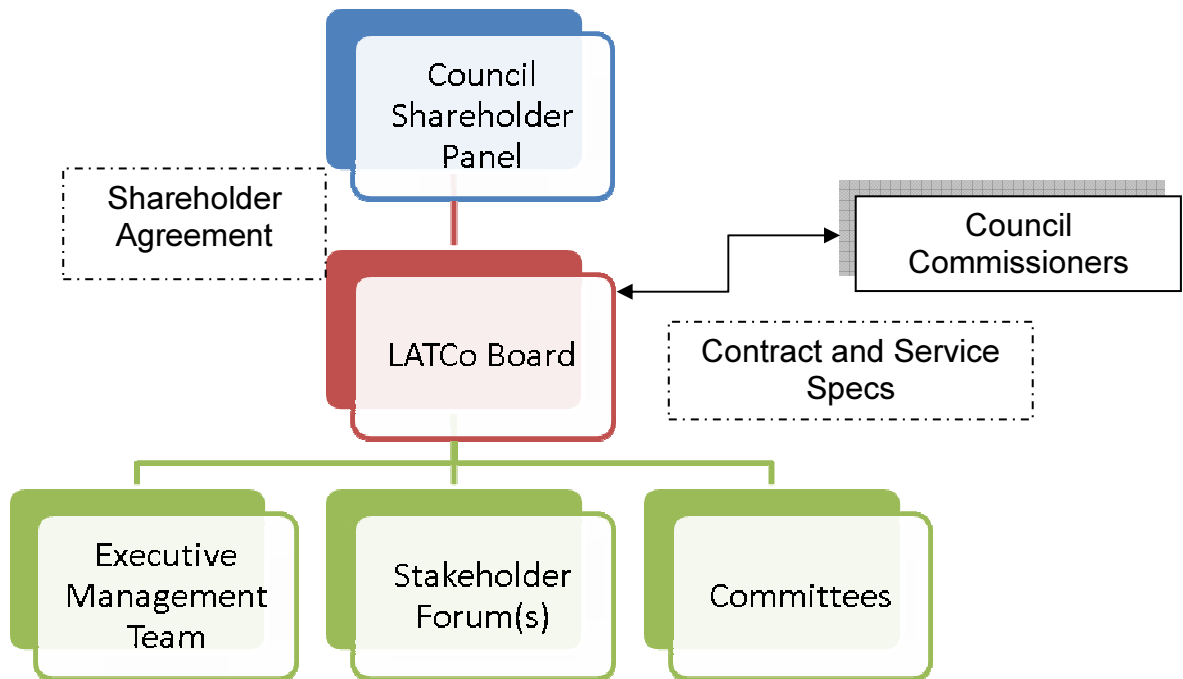 Council
Shareholder
Panel
Shareholder
Agreement
Council
Commissioners
LATCo Board
Contract and Service
Specs
Executive
Management
Team
Stakeholder
Forum(s)
Committees